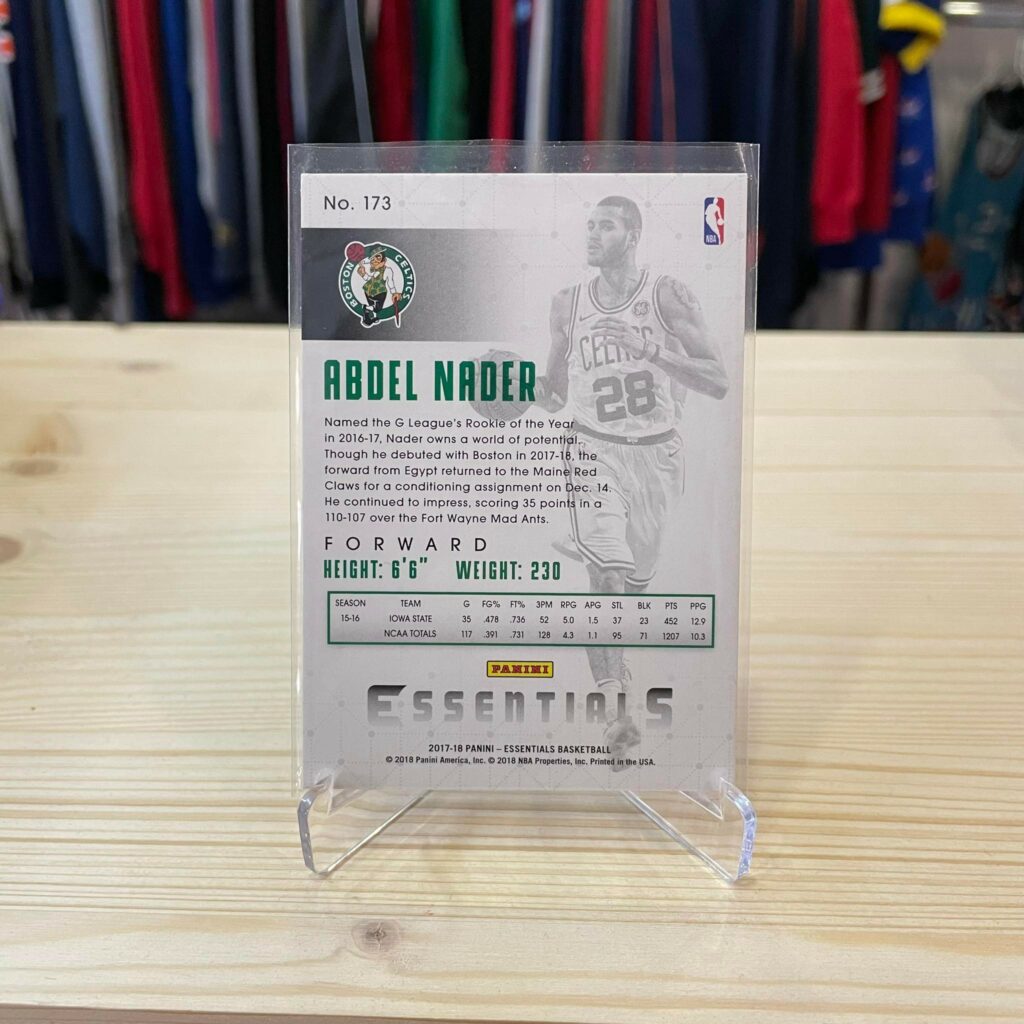 No. 173
NBA
BOSTON CELTICS
CELTICS
28
ABDEL NADER
Named the G League's Rookie of the Year
in 2016-17, Nader owns a world of potential.
Though he debuted with Boston in 2017-18, the
forward from Egypt returned to the Maine Red
Claws for a conditioning assignment on Dec. 14.
He continued to impress, scoring 35 points in a
110-107 over the Fort Wayne Mad Ants.
FORWARD
HEIGHT: 6'6" WEIGHT: 230
SEASON TEAM G FG% FT% 3PM RPG APG STL BLK PTS PPG
15-16 IOWA STATE 35 .478 .736 52 5.0 1.5 37 23 452 12.9
NCAA TOTALS 117 .391 .731 128 4.3 1.1 95 71 1207 10.3
PANINI
ESSENTIALS
2017-18 PANINI – ESSENTIALS BASKETBALL
© 2018 Panini America, Inc. © 2018 NBA Properties, Inc. Printed in the USA.